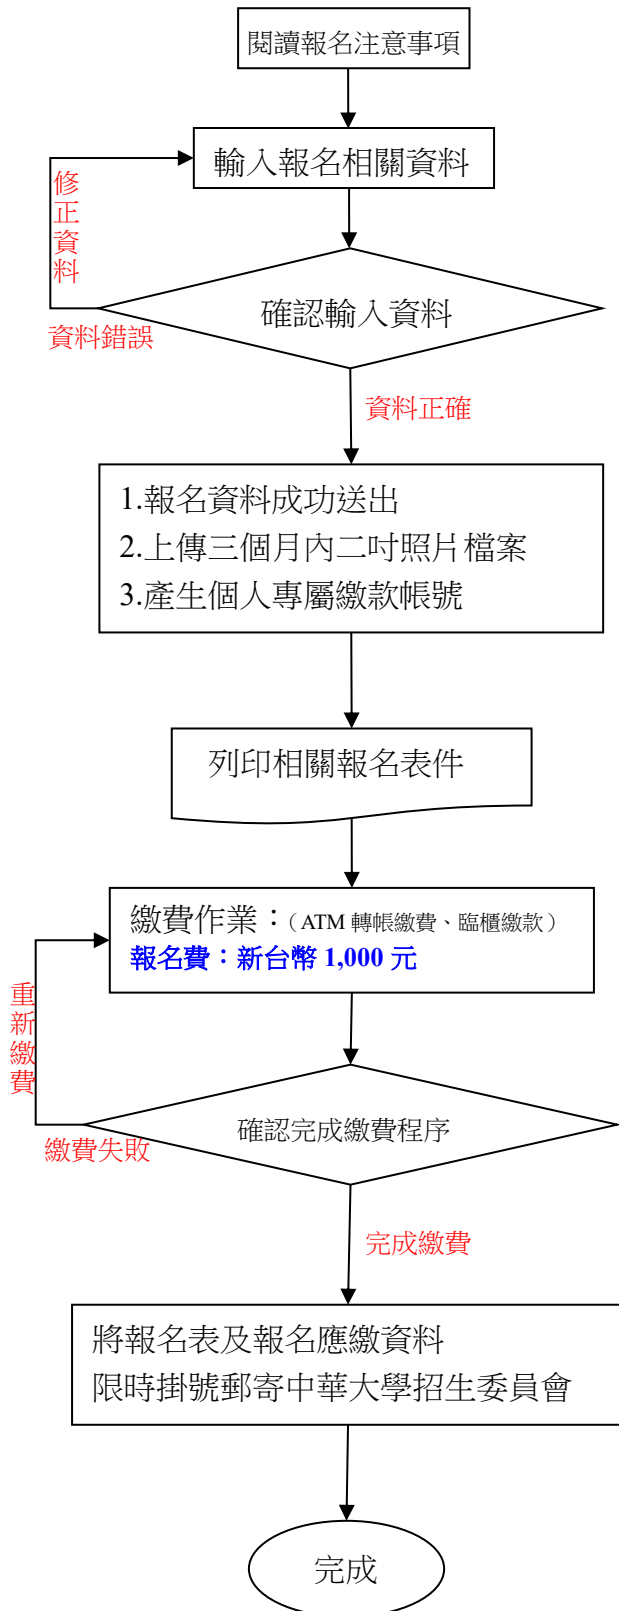 閱讀報名注意事項
輸入報名相關資料
修正資料
確認輸入資料
資料錯誤
資料正確
1.報名資料成功送出
2.上傳三個月內二吋照片檔案
3.產生個人專屬繳款帳號
列印相關報名表件
繳費作業：（ATM 轉帳繳費、臨櫃繳款）
報名費：新台幣 1,000 元
重新繳費
確認完成繳費程序
繳費失敗
完成繳費
將報名表及報名應繳資料
限時掛號郵寄中華大學招生委員會
完成